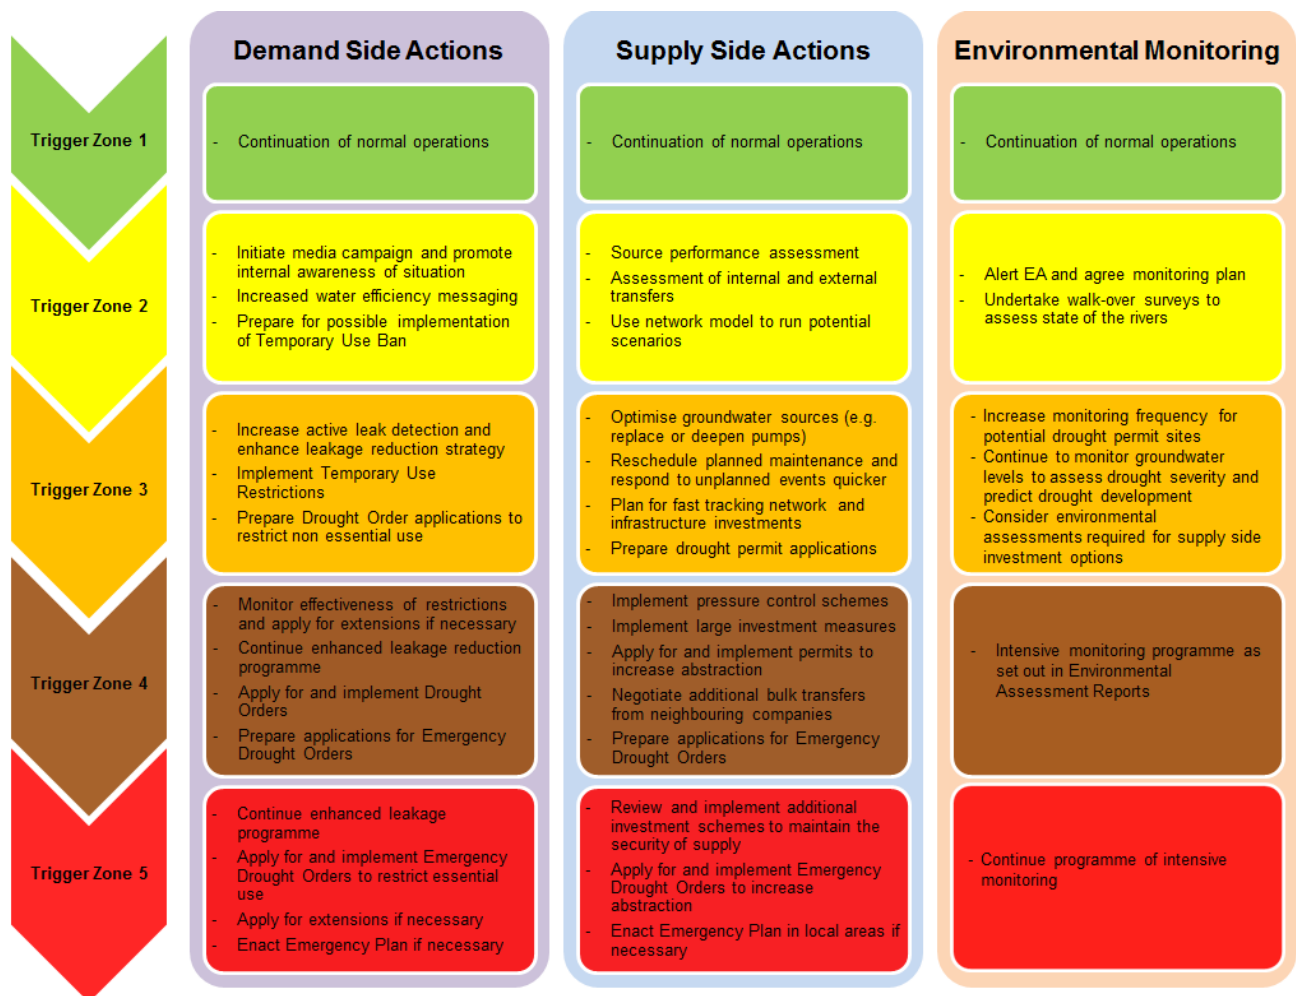 Demand Side Actions
Supply Side Actions
Environmental Monitoring
Trigger Zone 1
- Continuation of normal operations
- Continuation of normal operations
- Continuation of normal operations
Trigger Zone 2
- Initiate media campaign and promote
internal awareness of situation
- Increased water efficiency messaging
- Prepare for possible implementation
of Temporary Use Ban
- Source performance assessment
- Assessment of internal and external
transfers
- Use network model to run potential
scenarios
- Alert EA and agree monitoring plan
- Undertake walk-over surveys to
assess state of the rivers
Trigger Zone 3
- Increase active leak detection and
enhance leakage reduction strategy
- Implement Temporary Use
Restrictions
- Prepare Drought Order applications to
restrict non essential use
- Optimise groundwater sources (e.g.
replace or deepen pumps)
- Reschedule planned maintenance and
respond to unplanned events quicker
- Plan for fast tracking network and
infrastructure investments
- Prepare drought permit applications
- Increase monitoring frequency for
potential drought permit sites
- Continue to monitor groundwater
levels to assess drought severity and
predict drought development
- Consider environmental
assessments required for supply side
investment options
Trigger Zone 4
- Monitor effectiveness of restrictions
and apply for extensions if necessary
- Continue enhanced leakage reduction
programme
- Apply for and implement Drought
Orders
- Prepare applications for Emergency
Drought Orders
- Implement pressure control schemes
- Implement large investment measures
- Apply for and implement permits to
increase abstraction
- Negotiate additional bulk transfers
from neighbouring companies
- Prepare applications for Emergency
Drought Orders
- Intensive monitoring programme as
set out in Environmental
Assessment Reports
Trigger Zone 5
- Continue enhanced leakage
programme
- Apply for and implement Emergency
Drought Orders to restrict essential
use
- Apply for extensions if necessary
- Enact Emergency Plan if necessary
- Review and implement additional
investment schemes to maintain the
security of supply
- Apply for and implement Emergency
Drought Orders to increase
abstraction
- Enact Emergency Plan in local areas if
necessary
- Continue programme of intensive
monitoring